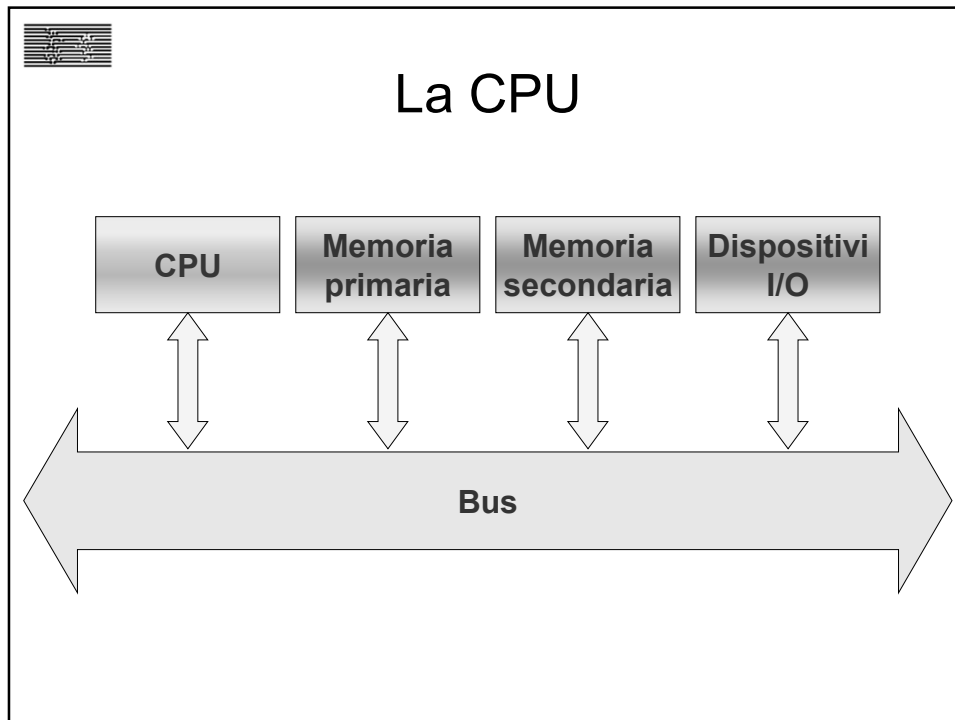 La CPU
CPU
Memoria
primaria
Memoria
secondaria
Dispositivi
I/O
Bus